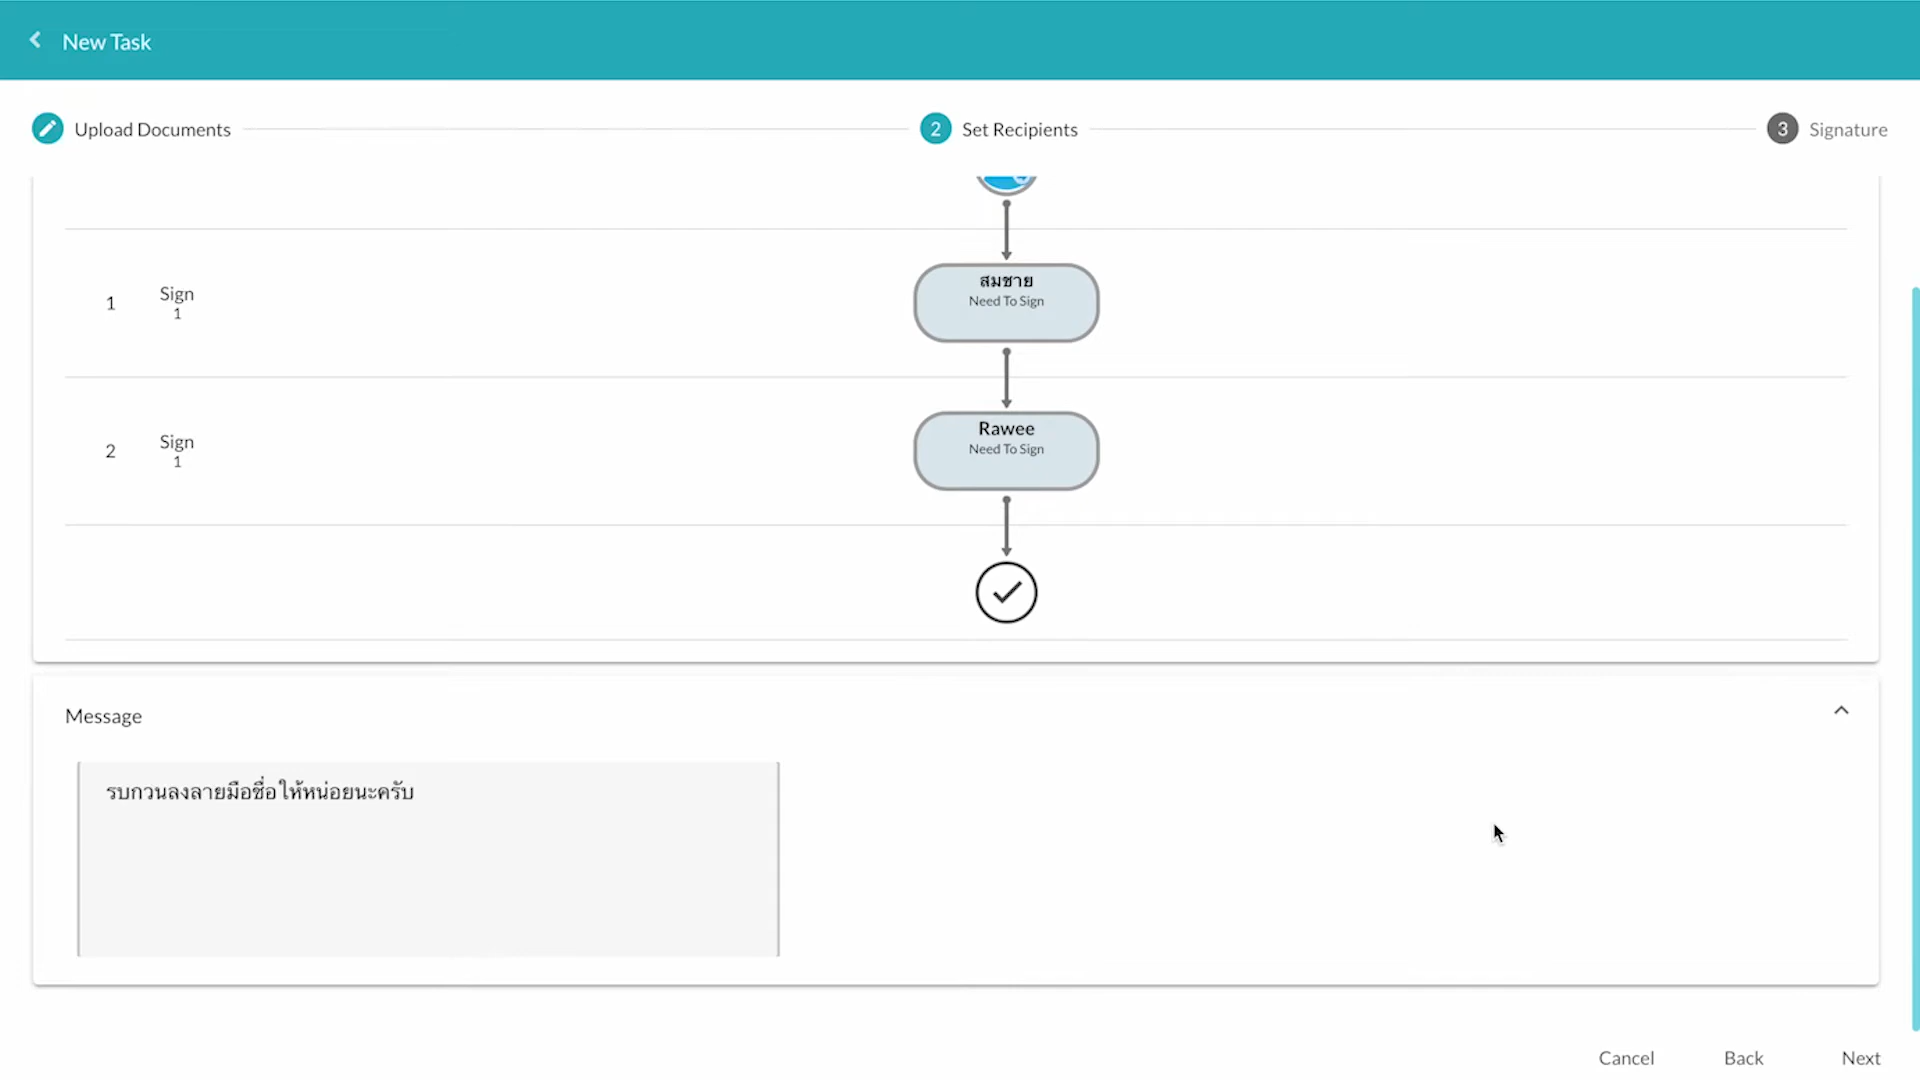 New Task
Upload Documents
2 Set Recipients
3 Signature
สมชาย
Need To Sign
1 Sign
1
Rawee
Need To Sign
2 Sign
1
Message
รบกวนลงลายมือชื่อให้หน่อยนะครับ
Cancel Back Next